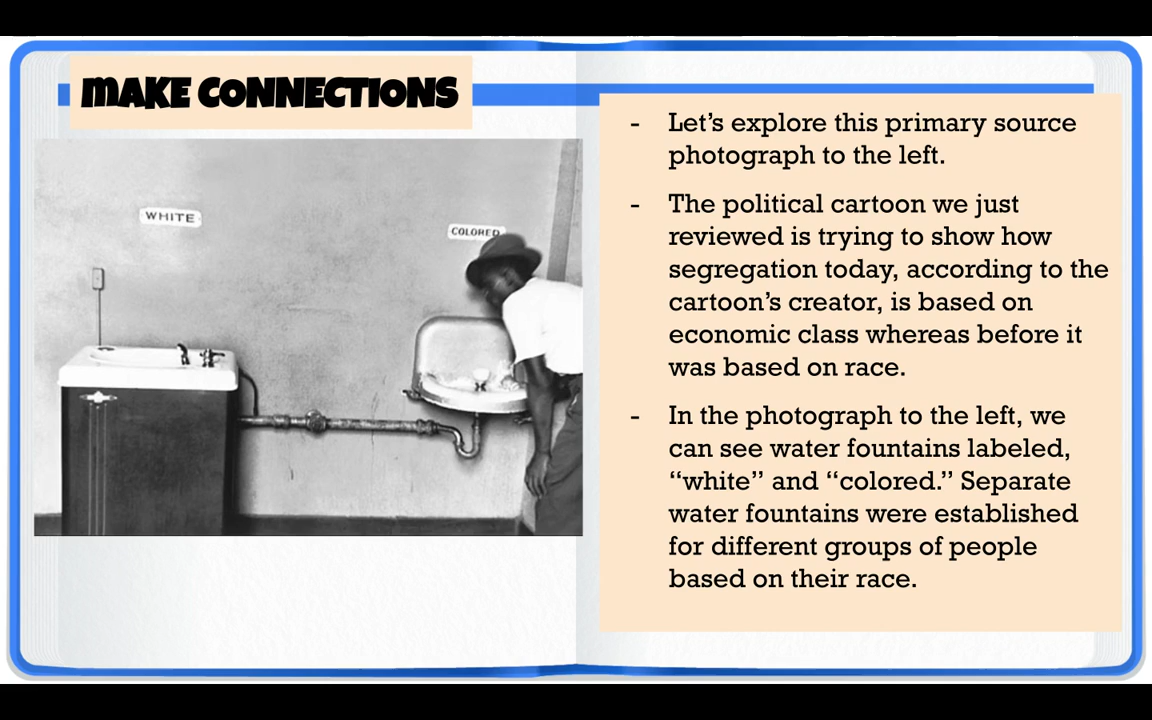 MAKE CONNECTIONS
WHITE
COLORED
- Let’s explore this primary source
photograph to the left.
- The political cartoon we just
reviewed is trying to show how
segregation today, according to the
cartoon’s creator, is based on
economic class whereas before it
was based on race.
- In the photograph to the left, we
can see water fountains labeled,
“white” and “colored.” Separate
water fountains were established
for different groups of people
based on their race.